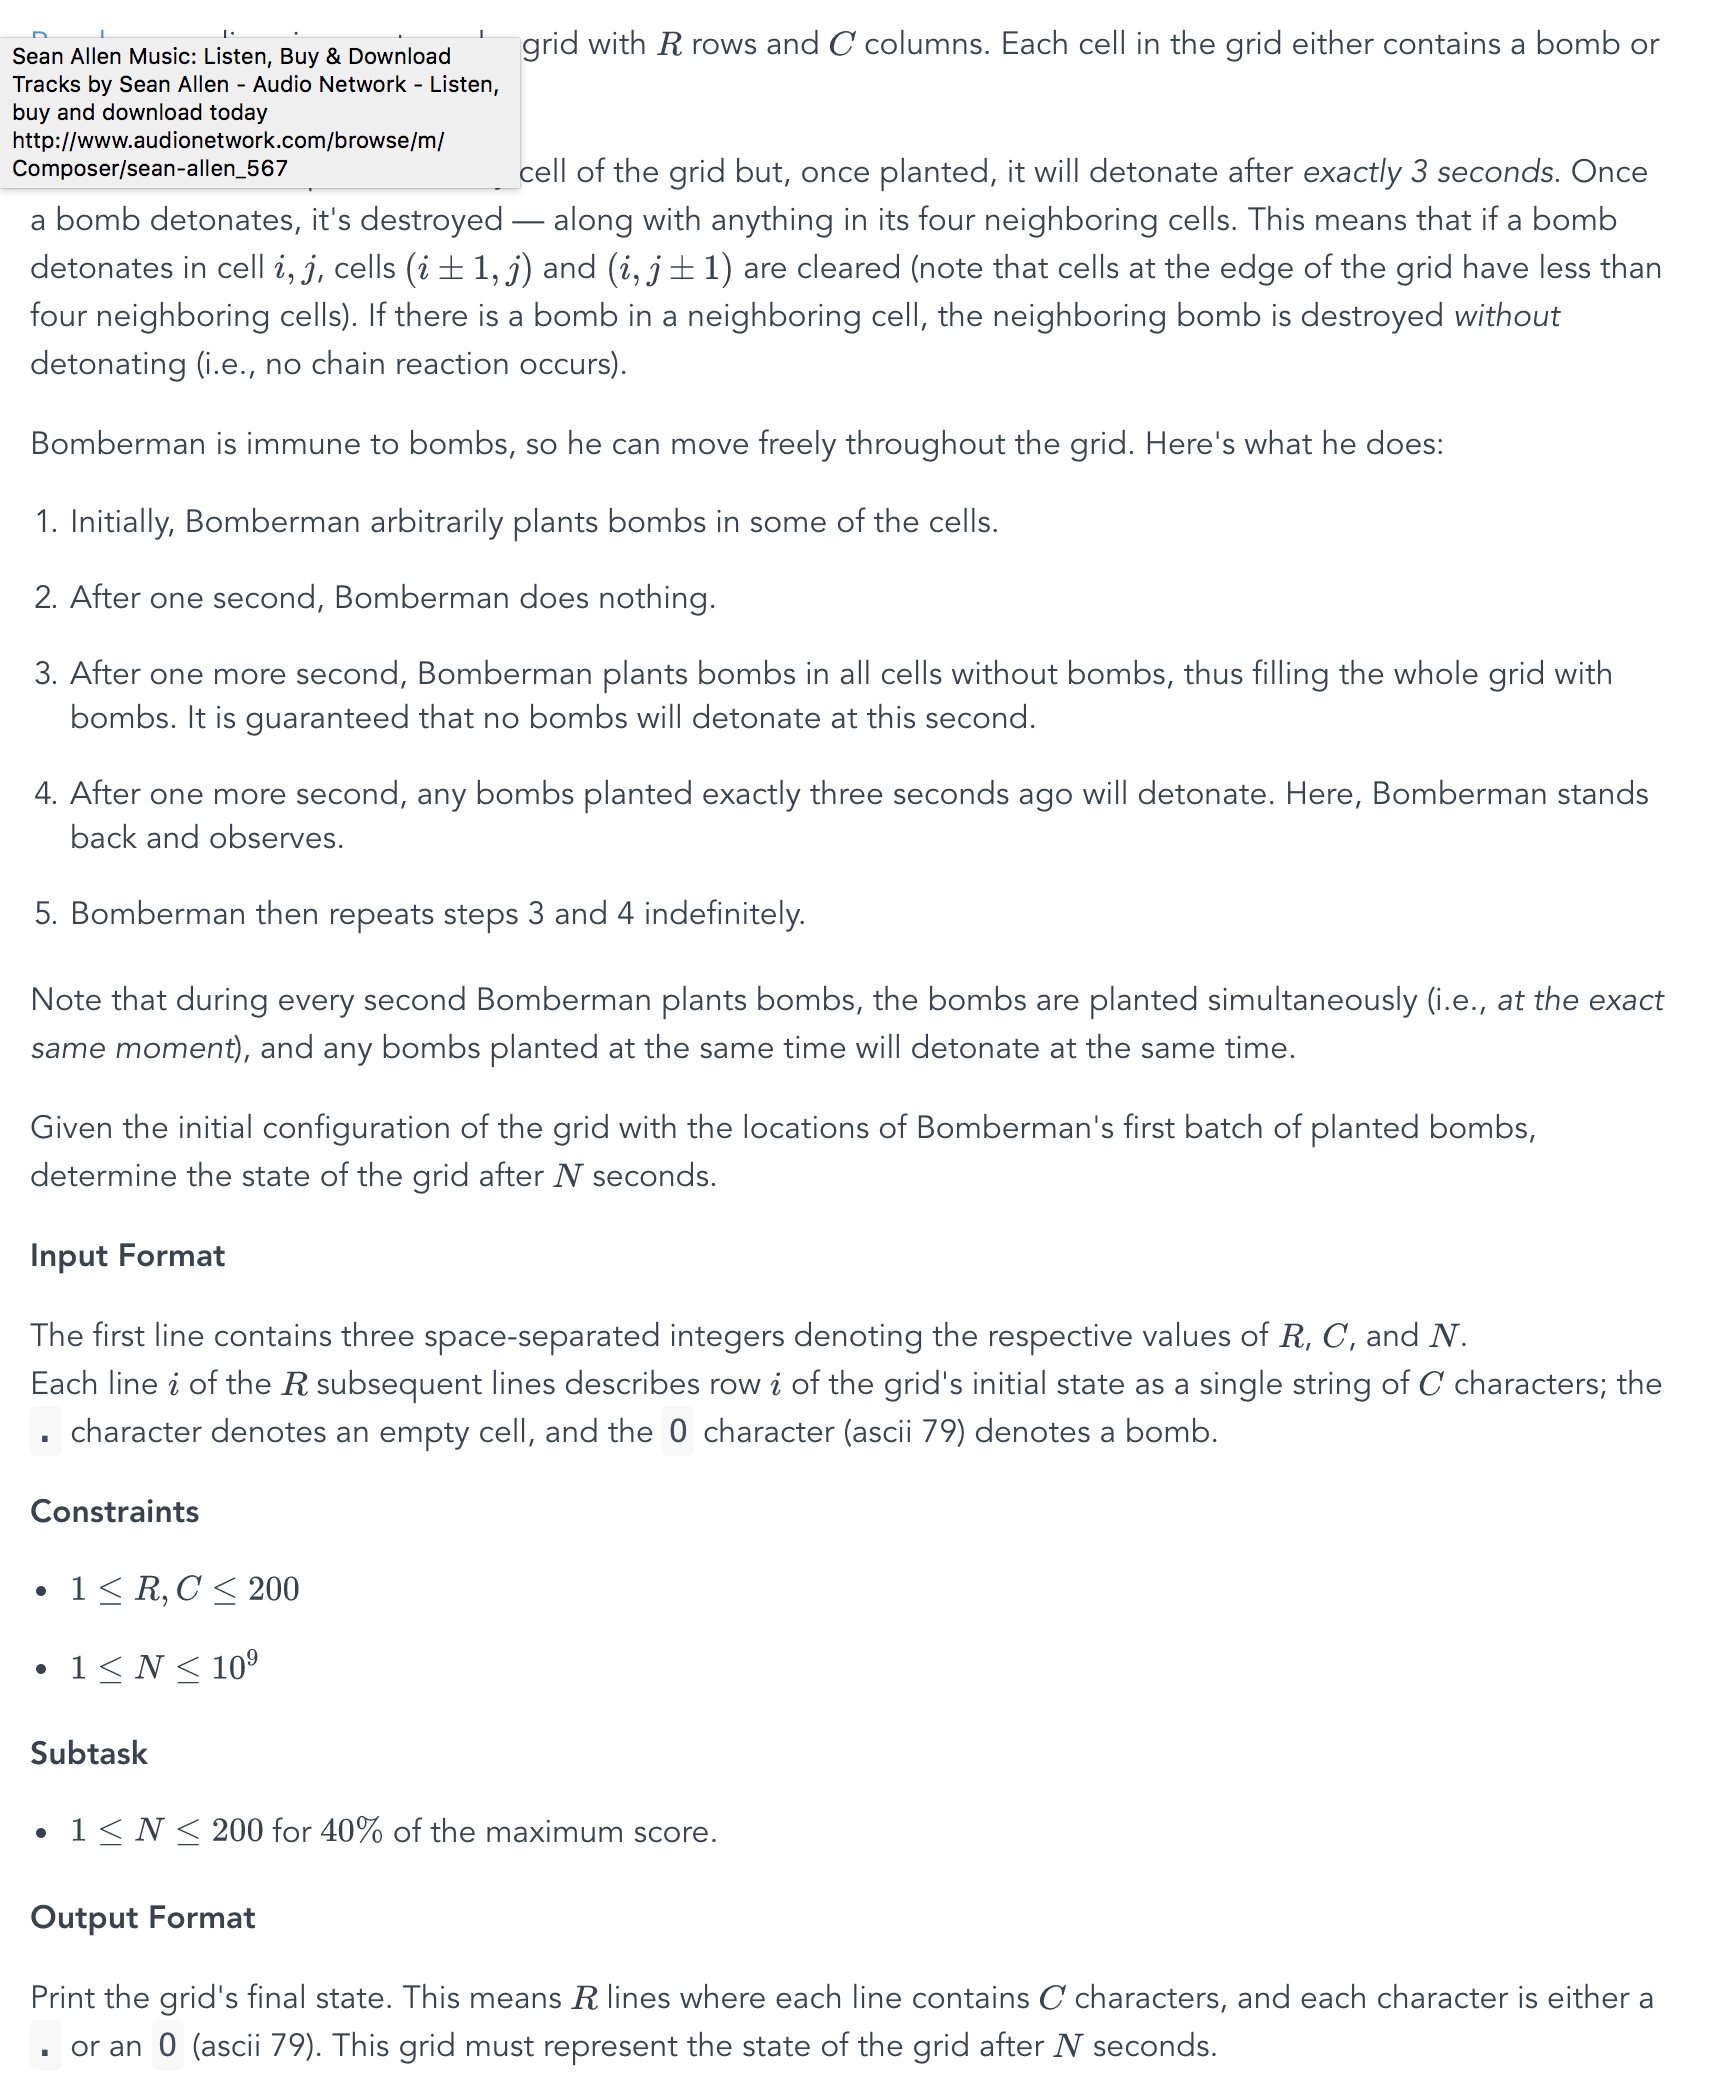 grid with R rows and C columns. Each cell in the grid either contains a bomb or
Sean Allen Music: Listen, Buy & Download
Tracks by Sean Allen - Audio Network - Listen,
buy and download today
http://www.audionetwork.com/browse/m/
Composer/sean-allen_567
cell of the grid but, once planted, it will detonate after exactly 3 seconds. Once
a bomb detonates, it's destroyed — along with anything in its four neighboring cells. This means that if a bomb
detonates in cell i, j, cells (i ± 1, j) and (i, j ± 1) are cleared (note that cells at the edge of the grid have less than
four neighboring cells). If there is a bomb in a neighboring cell, the neighboring bomb is destroyed without
detonating (i.e., no chain reaction occurs).
Bomberman is immune to bombs, so he can move freely throughout the grid. Here's what he does:
1. Initially, Bomberman arbitrarily plants bombs in some of the cells.
2. After one second, Bomberman does nothing.
3. After one more second, Bomberman plants bombs in all cells without bombs, thus filling the whole grid with
bombs. It is guaranteed that no bombs will detonate at this second.
4. After one more second, any bombs planted exactly three seconds ago will detonate. Here, Bomberman stands
back and observes.
5. Bomberman then repeats steps 3 and 4 indefinitely.
Note that during every second Bomberman plants bombs, the bombs are planted simultaneously (i.e., at the exact
same moment), and any bombs planted at the same time will detonate at the same time.
Given the initial configuration of the grid with the locations of Bomberman's first batch of planted bombs,
determine the state of the grid after N seconds.
Input Format
The first line contains three space-separated integers denoting the respective values of R, C, and N.
Each line i of the R subsequent lines describes row i of the grid's initial state as a single string of C characters; the
. character denotes an empty cell, and the O character (ascii 79) denotes a bomb.
Constraints
• 1 ≤ R, C ≤ 200
• 1 ≤ N ≤ 10⁹
Subtask
• 1 ≤ N ≤ 200 for 40% of the maximum score.
Output Format
Print the grid's final state. This means R lines where each line contains C characters, and each character is either a
. or an O (ascii 79). This grid must represent the state of the grid after N seconds.